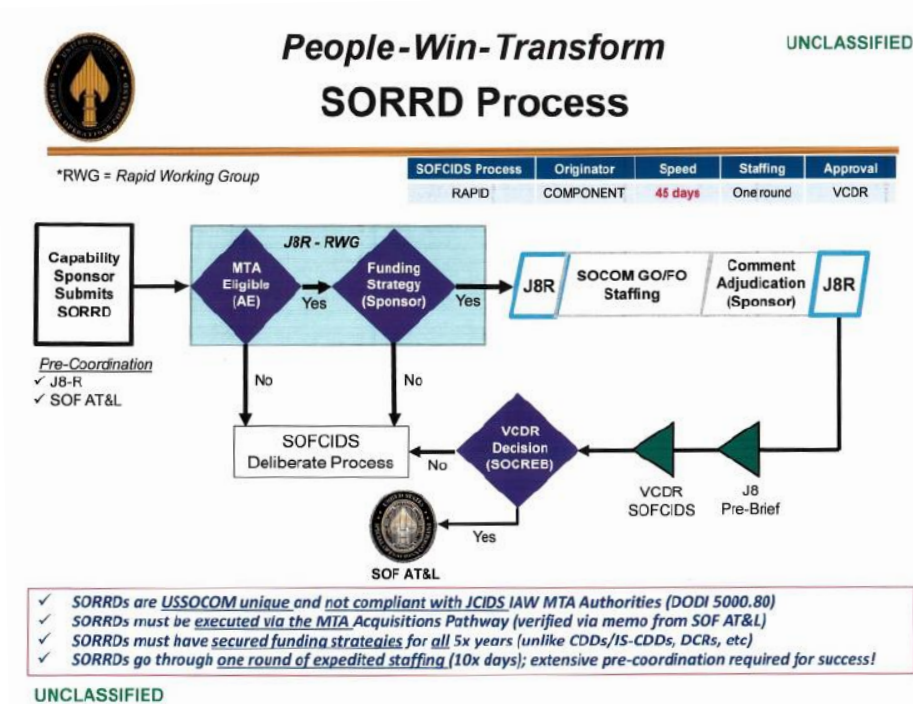 People-Win-Transform
UNCLASSIFIED
SORRD Process
*RWG = Rapid Working Group
SOFCIDS Process Originator Speed Staffing Approval
RAPID COMPONENT 45 days One round VCDR
J8R - RWG
Capability
Sponsor
Submits
SORRD
MTA
Eligible
(AE)
Yes
Funding
Strategy
(Sponsor)
Yes
J8R
SOCOM GO/FO
Staffing
Comment
Adjudication
(Sponsor)
J8R
Pre-Coordination
✓ J8-R
✓ SOF AT&L
No
No
SOFCIDS
Deliberate Process
No
VCDR
Decision
(SOCREB)
VCDR
SOFCIDS
J8
Pre-Brief
Yes
SOF AT&L
✓ SORRDs are USSOCOM unique and not compliant with JCIDS IAW MTA Authorities (DODI 5000.80)
✓ SORRDs must be executed via the MTA Acquisitions Pathway (verified via memo from SOF AT&L)
✓ SORRDs must have secured funding strategies for all 5x years (unlike CDDs/IS-CDDs, DCRs, etc)
✓ SORRDs go through one round of expedited staffing (10x days); extensive pre-coordination required for success!
UNCLASSIFIED